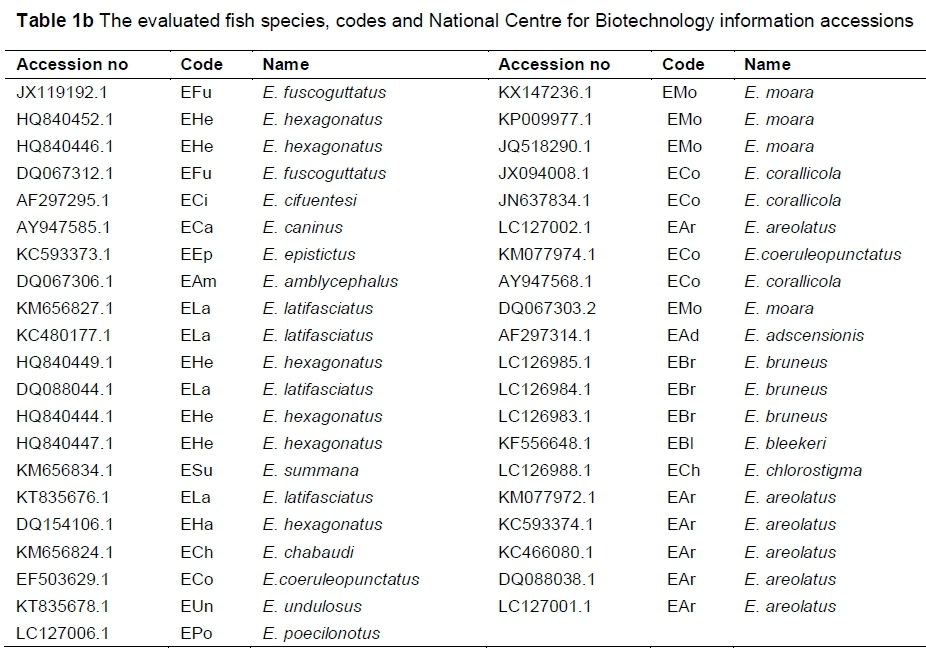 Table 1b The evaluated fish species, codes and National Centre for Biotechnology information accessions
Accession no Code Name Accession no Code Name
JX119192.1 EFu E. fuscoguttatus KX147236.1 EMo E. moara
HQ840452.1 EHe E. hexagonatus KP009977.1 EMo E. moara
HQ840446.1 EHe E. hexagonatus JQ518290.1 EMo E. moara
DQ067312.1 EFu E. fuscoguttatus JX094008.1 ECo E. corallicola
AF297295.1 ECi E. cifuentesi JN637834.1 ECo E. corallicola
AY947585.1 ECa E. caninus LC127002.1 EAr E. areolatus
KC593373.1 EEp E. epistictus KM077974.1 ECo E.coeruleopunctatus
DQ067306.1 EAm E. amblycephalus AY947568.1 ECo E. corallicola
KM656827.1 ELa E. latifasciatus DQ067303.2 EMo E. moara
KC480177.1 ELa E. latifasciatus AF297314.1 EAd E. adscensionis
HQ840449.1 EHe E. hexagonatus LC126985.1 EBr E. bruneus
DQ088044.1 ELa E. latifasciatus LC126984.1 EBr E. bruneus
HQ840444.1 EHe E. hexagonatus LC126983.1 EBr E. bruneus
HQ840447.1 EHe E. hexagonatus KF556648.1 EBl E. bleekeri
KM656834.1 ESu E. summana LC126988.1 ECh E. chlorostigma
KT835676.1 ELa E. latifasciatus KM077972.1 EAr E. areolatus
DQ154106.1 EHa E. hexagonatus KC593374.1 EAr E. areolatus
KM656824.1 ECh E. chabaudi KC466080.1 EAr E. areolatus
EF503629.1 ECo E.coeruleopunctatus DQ088038.1 EAr E. areolatus
KT835678.1 EUn E. undulosus LC127001.1 EAr E. areolatus
LC127006.1 EPo E. poecilonotus